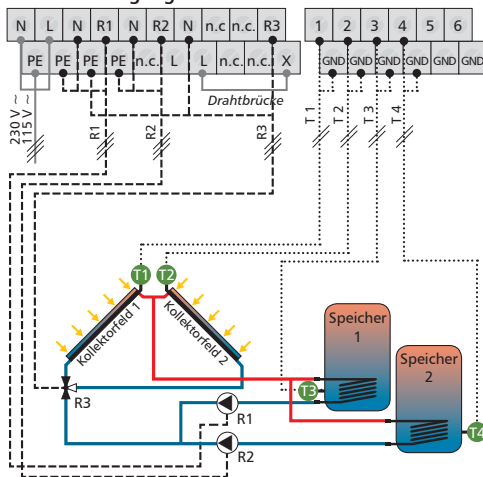 N L N R1 N R2 N n.c. n.c. R3
1 2 3 4 5 6
PE PE PE PE n.c. L L n.c. n.c. X
GND GND GND GND GND GND
Drahtbrücke
230 V ~
115 V ~
R1
R2
R3
T 1
T 2
T 3
T 4
T1 T2
Kollektorfeld 1
Kollektorfeld 2
Speicher
1
Speicher
2
T3
T4
R3
R1
R2